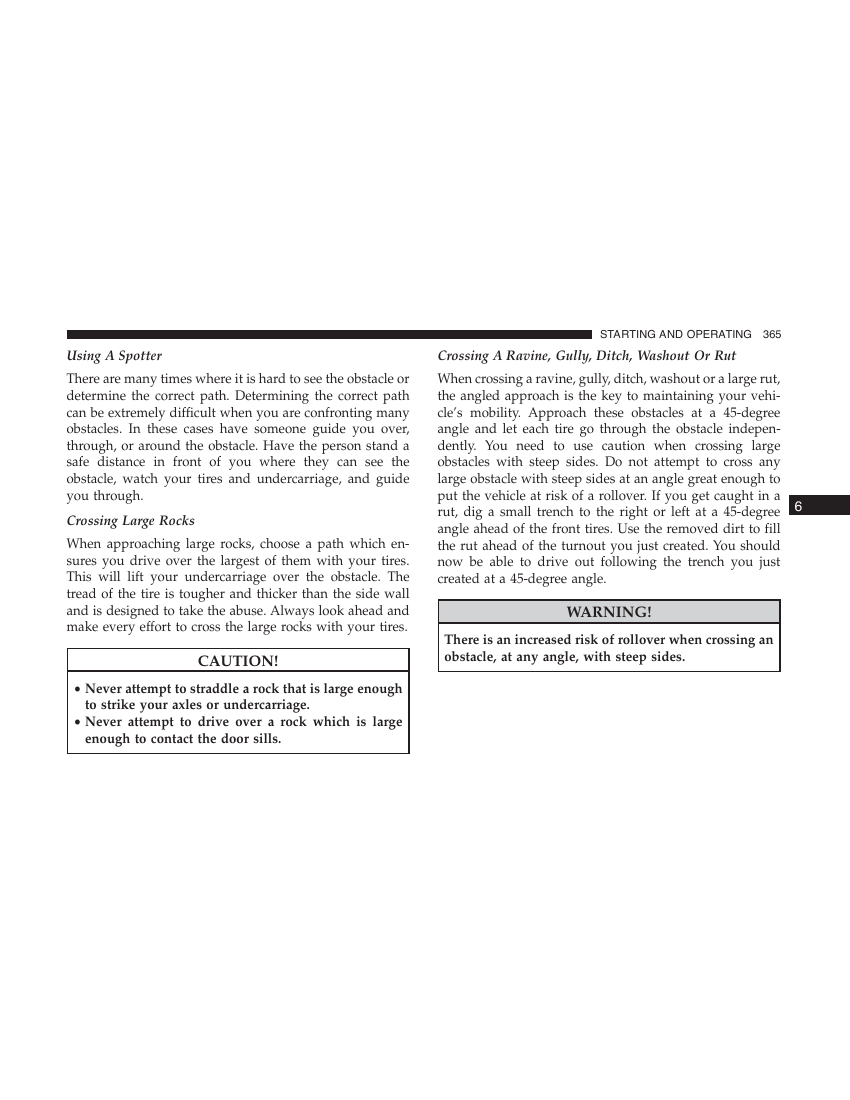 STARTING AND OPERATING 365
Using A Spotter
There are many times where it is hard to see the obstacle or
determine the correct path. Determining the correct path
can be extremely difficult when you are confronting many
obstacles. In these cases have someone guide you over,
through, or around the obstacle. Have the person stand a
safe distance in front of you where they can see the
obstacle, watch your tires and undercarriage, and guide
you through.
Crossing Large Rocks
When approaching large rocks, choose a path which en-
sures you drive over the largest of them with your tires.
This will lift your undercarriage over the obstacle. The
tread of the tire is tougher and thicker than the side wall
and is designed to take the abuse. Always look ahead and
make every effort to cross the large rocks with your tires.
CAUTION!
• Never attempt to straddle a rock that is large enough
to strike your axles or undercarriage.
• Never attempt to drive over a rock which is large
enough to contact the door sills.
Crossing A Ravine, Gully, Ditch, Washout Or Rut
When crossing a ravine, gully, ditch, washout or a large rut,
the angled approach is the key to maintaining your vehi-
cle's mobility. Approach these obstacles at a 45-degree
angle and let each tire go through the obstacle indepen-
dently. You need to use caution when crossing large
obstacles with steep sides. Do not attempt to cross any
large obstacle with steep sides at an angle great enough to
put the vehicle at risk of a rollover. If you get caught in a
rut, dig a small trench to the right or left at a 45-degree
angle ahead of the front tires. Use the removed dirt to fill
the rut ahead of the turnout you just created. You should
now be able to drive out following the trench you just
created at a 45-degree angle.
WARNING!
There is an increased risk of rollover when crossing an
obstacle, at any angle, with steep sides.
6